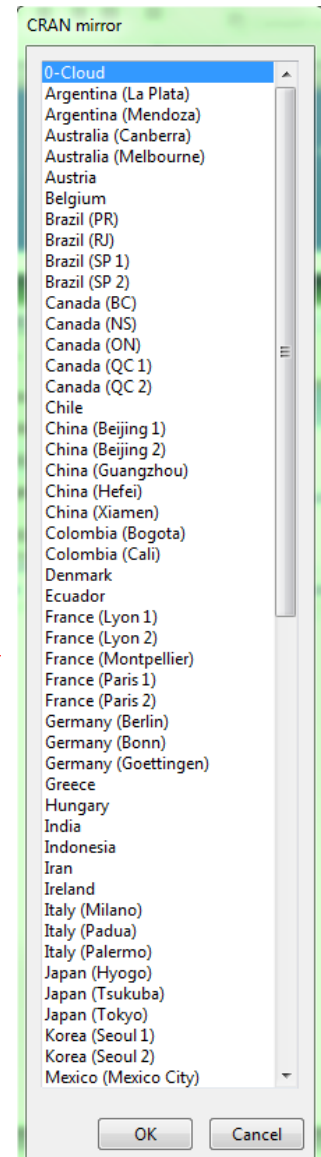 CRAN mirror
0-Cloud
Argentina (La Plata)
Argentina (Mendoza)
Australia (Canberra)
Australia (Melbourne)
Austria
Belgium
Brazil (PR)
Brazil (RJ)
Brazil (SP 1)
Brazil (SP 2)
Canada (BC)
Canada (NS)
Canada (ON)
Canada (QC 1)
Canada (QC 2)
Chile
China (Beijing 1)
China (Beijing 2)
China (Guangzhou)
China (Hefei)
China (Xiamen)
Colombia (Bogota)
Colombia (Cali)
Denmark
Ecuador
France (Lyon 1)
France (Lyon 2)
France (Montpellier)
France (Paris 1)
France (Paris 2)
Germany (Berlin)
Germany (Bonn)
Germany (Goettingen)
Greece
Hungary
India
Indonesia
Iran
Ireland
Italy (Milano)
Italy (Padua)
Italy (Palermo)
Japan (Hyogo)
Japan (Tsukuba)
Japan (Tokyo)
Korea (Seoul 1)
Korea (Seoul 2)
Mexico (Mexico City)
OK Cancel